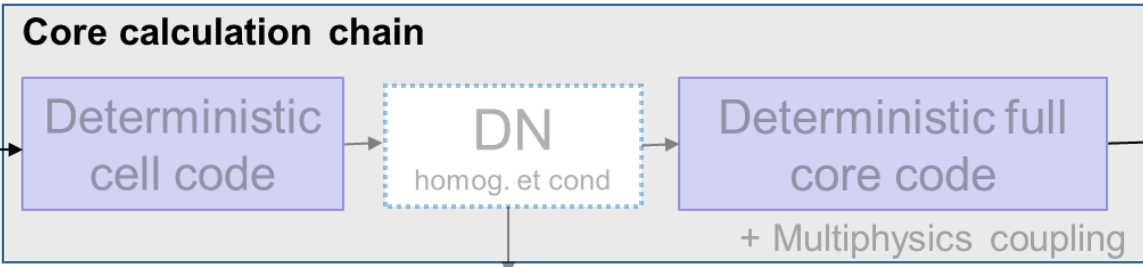 Core calculation chain
Deterministic
cell code
DN
homog. et cond
Deterministic full
core code
+ Multiphysics coupling